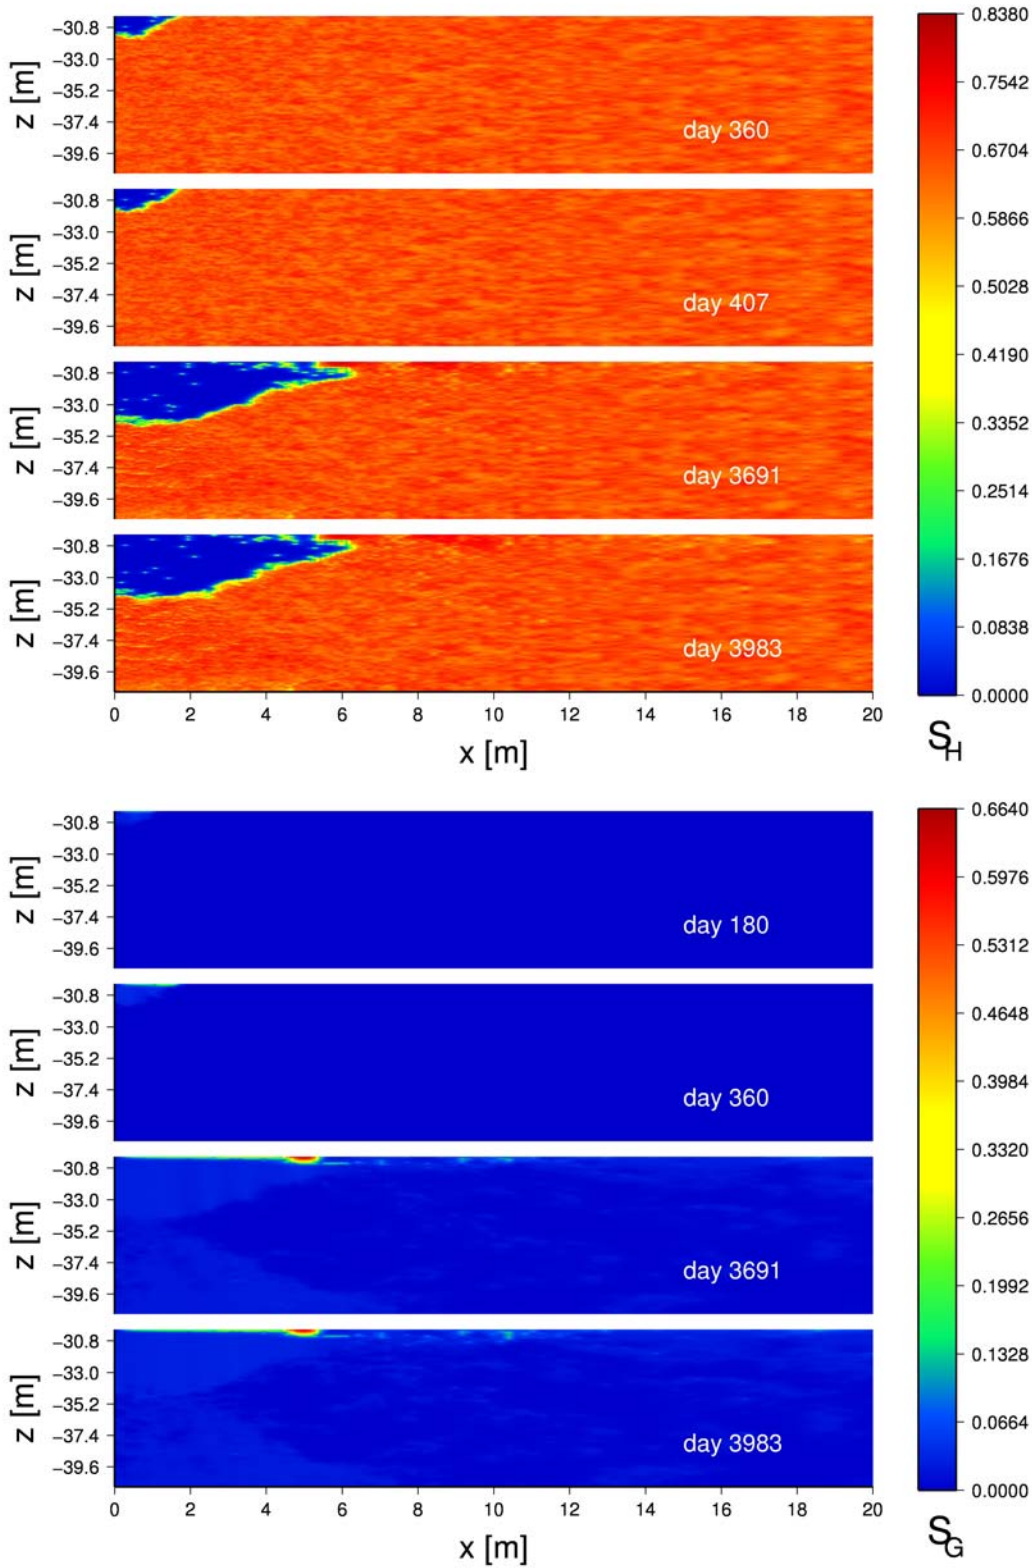 z [m]
−30.8
−33.0
−35.2
−37.4
−39.6
day 360
z [m]
−30.8
−33.0
−35.2
−37.4
−39.6
day 407
z [m]
−30.8
−33.0
−35.2
−37.4
−39.6
day 3691
z [m]
−30.8
−33.0
−35.2
−37.4
−39.6
day 3983
0 2 4 6 8 10 12 14 16 18 20
x [m]
0.8380
0.7542
0.6704
0.5866
0.5028
0.4190
0.3352
0.2514
0.1676
0.0838
0.0000
S_H
z [m]
−30.8
−33.0
−35.2
−37.4
−39.6
day 180
z [m]
−30.8
−33.0
−35.2
−37.4
−39.6
day 360
z [m]
−30.8
−33.0
−35.2
−37.4
−39.6
day 3691
z [m]
−30.8
−33.0
−35.2
−37.4
−39.6
day 3983
0 2 4 6 8 10 12 14 16 18 20
x [m]
0.6640
0.5976
0.5312
0.4648
0.3984
0.3320
0.2656
0.1992
0.1328
0.0664
0.0000
S_G